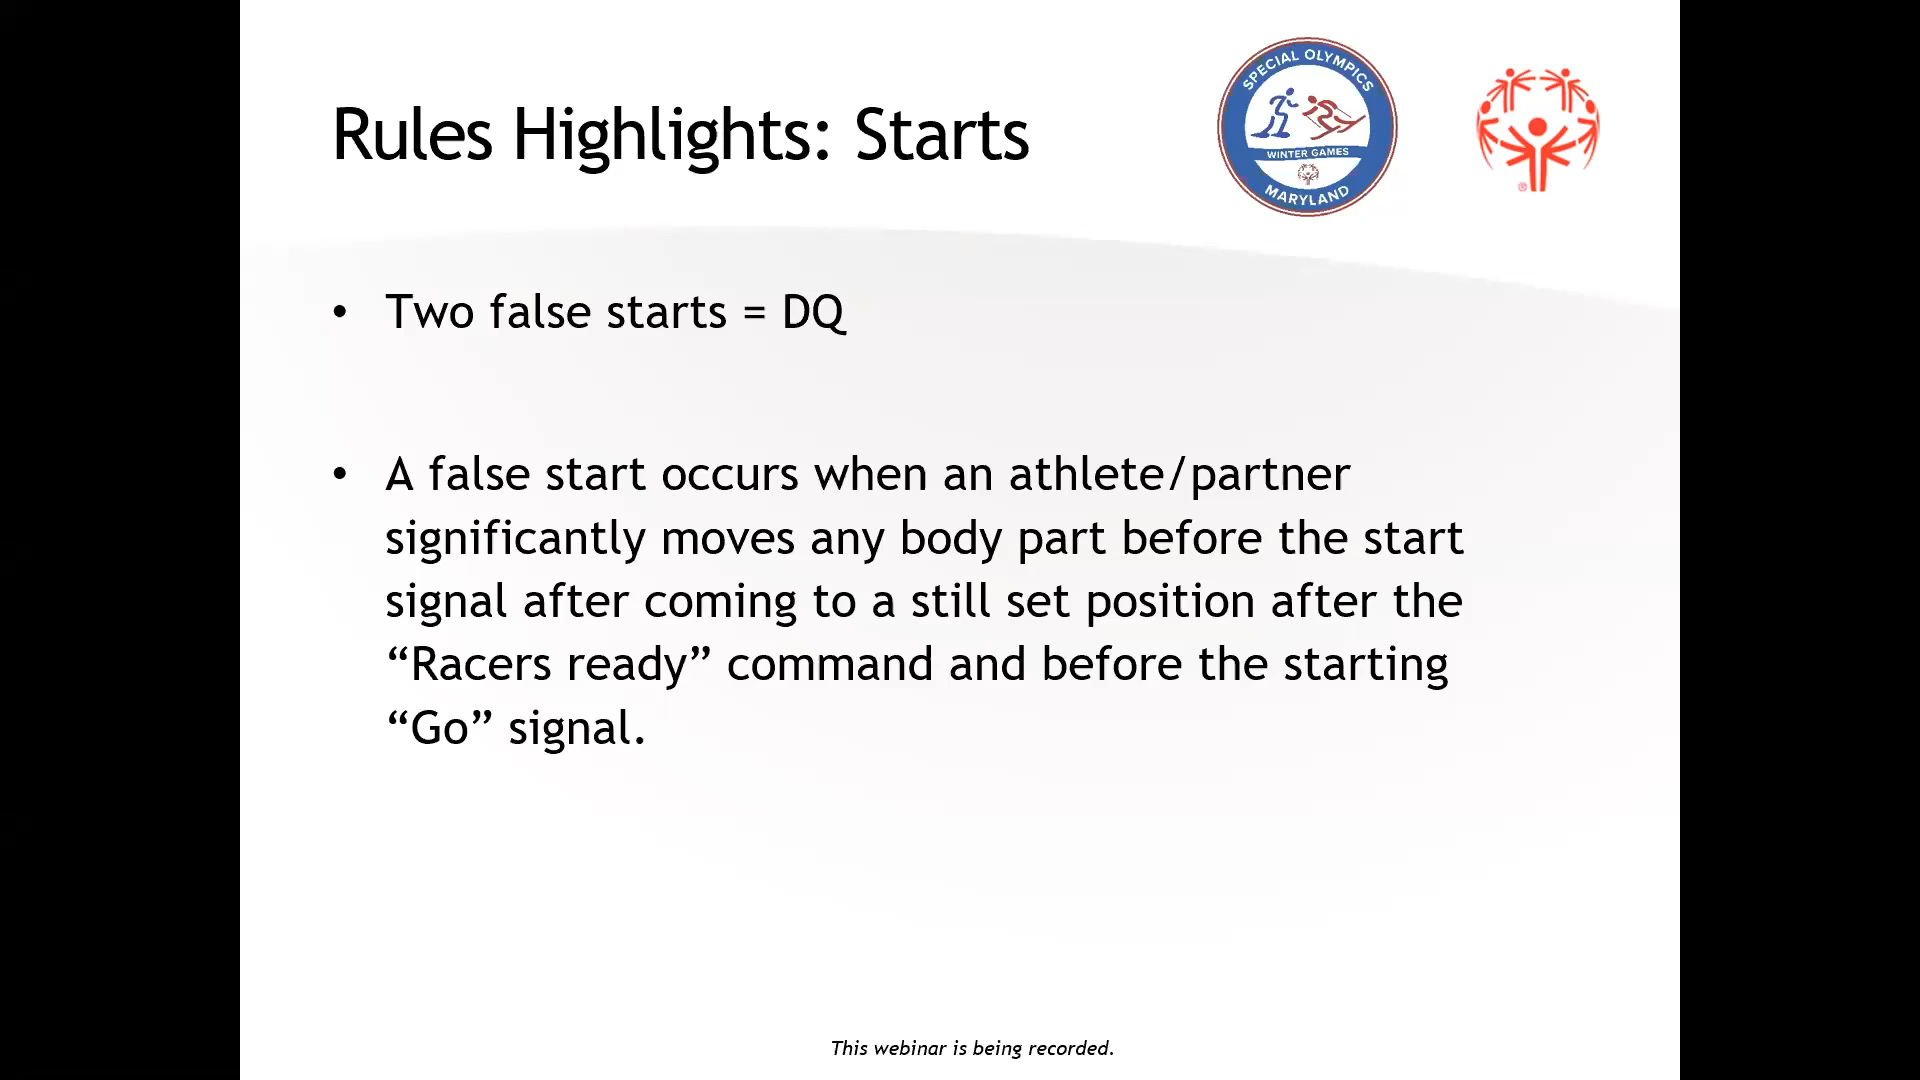 SPECIAL OLYMPICS
WINTER GAMES
MARYLAND
®
Rules Highlights: Starts
• Two false starts = DQ
• A false start occurs when an athlete/partner
significantly moves any body part before the start
signal after coming to a still set position after the
“Racers ready” command and before the starting
“Go” signal.
This webinar is being recorded.